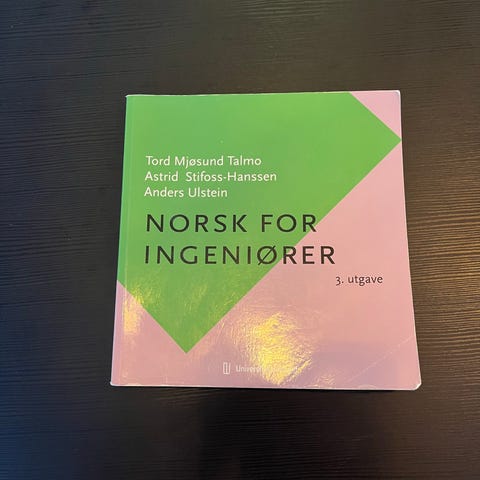 Tord Mjøsund Talmo
Astrid Stifoss-Hanssen
Anders Ulstein
NORSK FOR
INGENIØRER
3. utgave